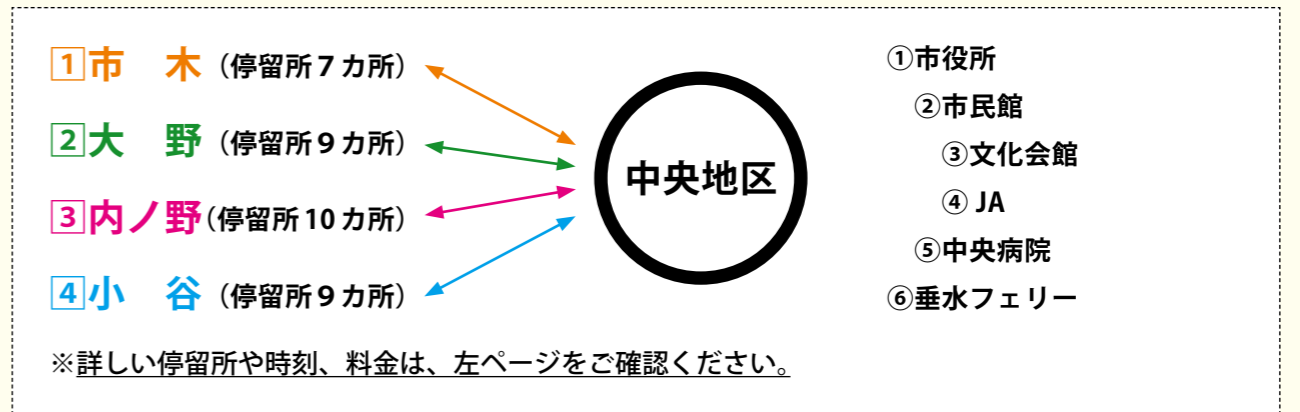 1市　木（停留所７カ所）
2大　野（停留所９カ所）
3内ノ野（停留所10カ所）
4小　谷（停留所９カ所）
※詳しい停留所や時刻、料金は、左ページをご確認ください。
中央地区
①市役所
②市民館
③文化会館
④ JA
⑤中央病院
⑥垂水フェリー